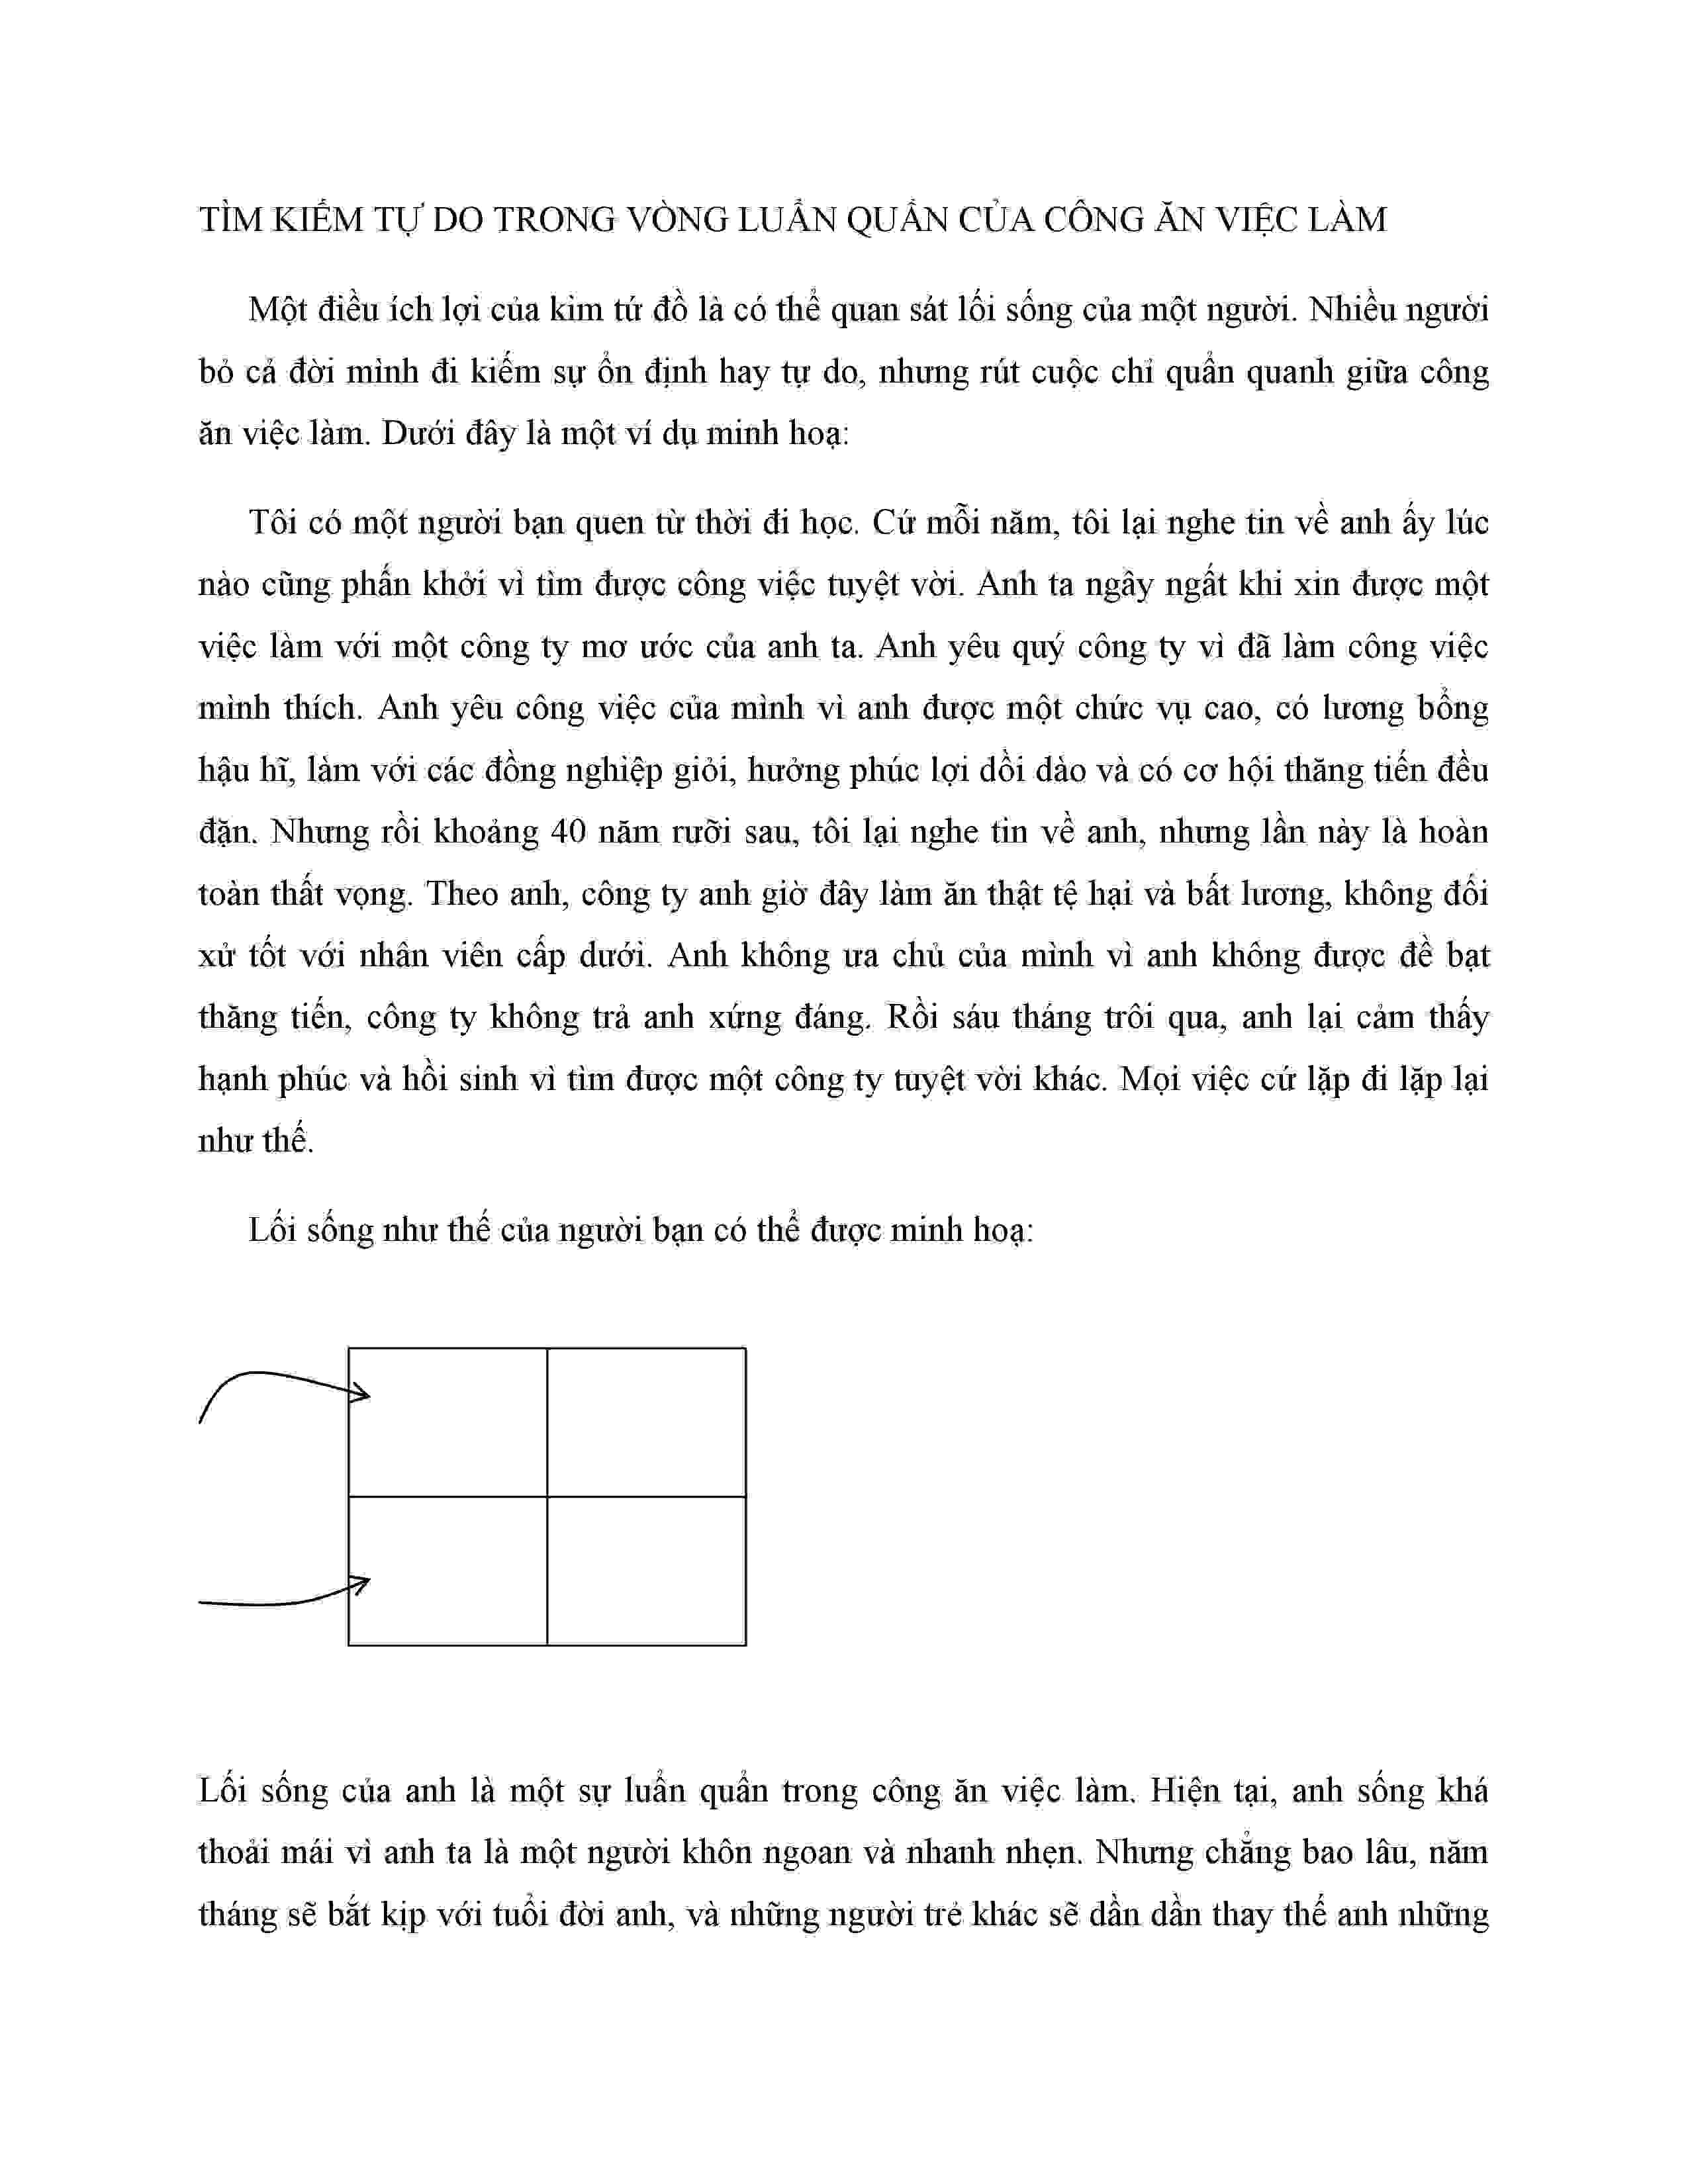 TÌM KIẾM TỰ DO TRONG VÒNG LUẨN QUẨN CỦA CÔNG ĂN VIỆC LÀM
Một điều ích lợi của kim tứ đồ là có thể quan sát lối sống của một người. Nhiều người
bỏ cả đời mình đi kiếm sự ổn định hay tự do, nhưng rút cuộc chỉ quẩn quanh giữa công
ăn việc làm. Dưới đây là một ví dụ minh hoạ:
Tôi có một người bạn quen từ thời đi học. Cứ mỗi năm, tôi lại nghe tin về anh ấy lúc
nào cũng phấn khởi vì tìm được công việc tuyệt vời. Anh ta ngây ngất khi xin được một
việc làm với một công ty mơ ước của anh ta. Anh yêu quý công ty vì đã làm công việc
mình thích. Anh yêu công việc của mình vì anh được một chức vụ cao, có lương bổng
hậu hĩ, làm với các đồng nghiệp giỏi, hưởng phúc lợi dồi dào và có cơ hội thăng tiến đều
đặn. Nhưng rồi khoảng 40 năm rưỡi sau, tôi lại nghe tin về anh, nhưng lần này là hoàn
toàn thất vọng. Theo anh, công ty anh giờ đây làm ăn thật tệ hại và bất lương, không đối
xử tốt với nhân viên cấp dưới. Anh không ưa chủ của mình vì anh không được đề bạt
thăng tiến, công ty không trả anh xứng đáng. Rồi sáu tháng trôi qua, anh lại cảm thấy
hạnh phúc và hồi sinh vì tìm được một công ty tuyệt vời khác. Mọi việc cứ lặp đi lặp lại
như thế.
Lối sống như thế của người bạn có thể được minh hoạ:
Lối sống của anh là một sự luẩn quẩn trong công ăn việc làm. Hiện tại, anh sống khá
thoải mái vì anh ta là một người khôn ngoan và nhanh nhẹn. Nhưng chẳng bao lâu, năm
tháng sẽ bắt kịp với tuổi đời anh, và những người trẻ khác sẽ dần dần thay thế anh những